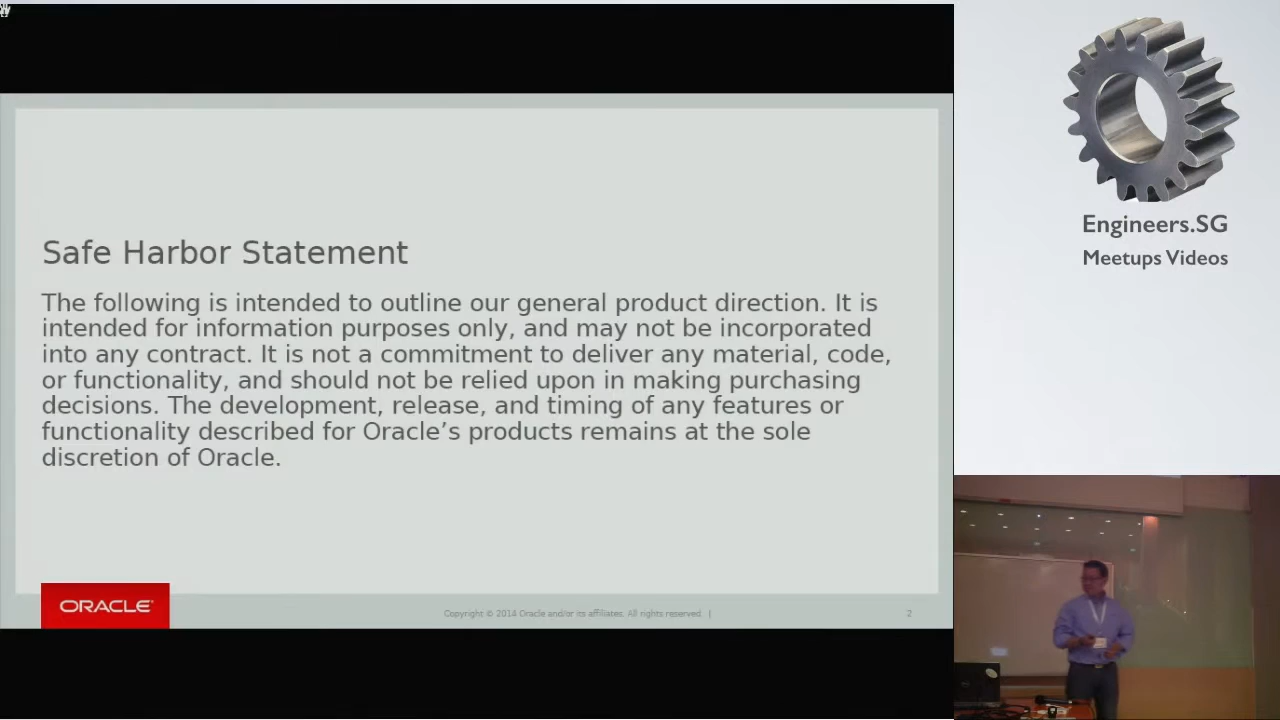 Safe Harbor Statement
The following is intended to outline our general product direction. It is
intended for information purposes only, and may not be incorporated
into any contract. It is not a commitment to deliver any material, code,
or functionality, and should not be relied upon in making purchasing
decisions. The development, release, and timing of any features or
functionality described for Oracle’s products remains at the sole
discretion of Oracle.
ORACLE
Copyright © 2014 Oracle and/or its affiliates. All rights reserved. |
2
Engineers.SG
Meetups Videos